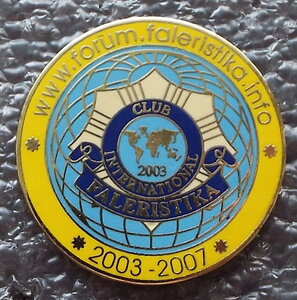 www.forum.faleristika.info
CLUB
2003
INTERNATIONAL
FALERISTIKA
2003 - 2007